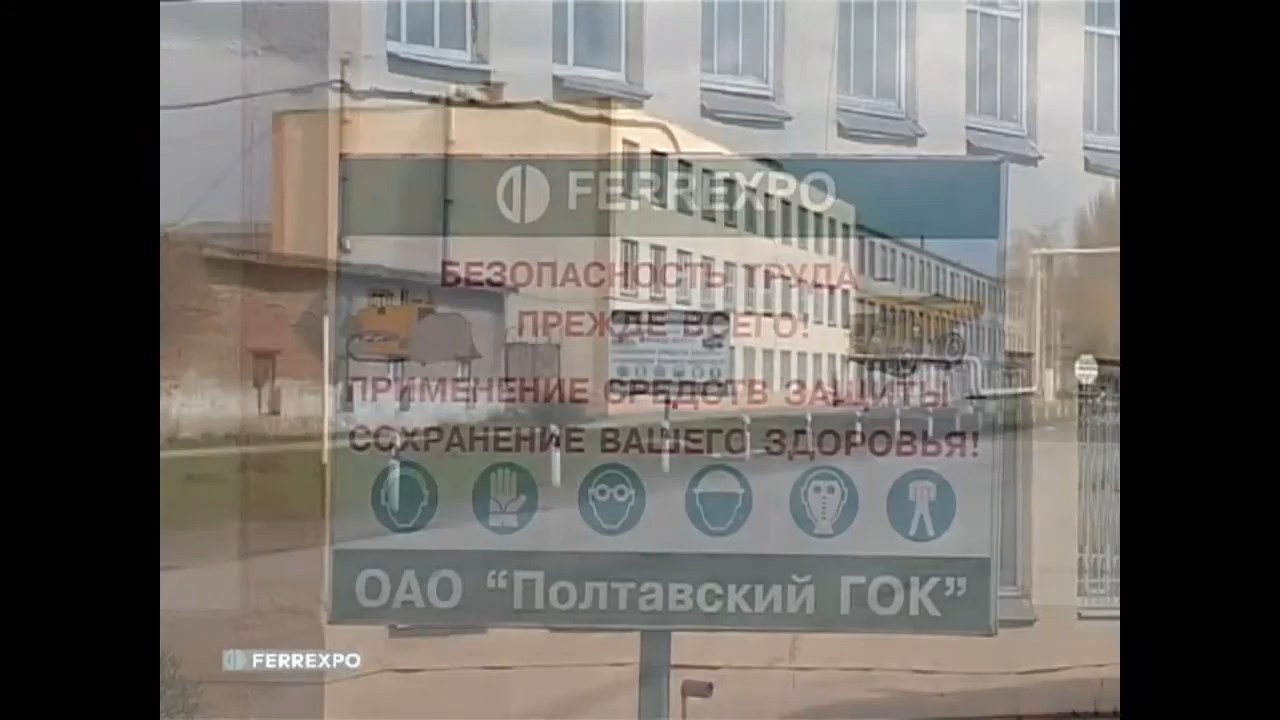 FERREXPO
БЕЗОПАСНОСТЬ ТРУДА
ПРЕЖДЕ ВСЕГО!
ПРИМЕНЕНИЕ СРЕДСТВ ЗАЩИТЫ
СОХРАНЕНИЕ ВАШЕГО ЗДОРОВЬЯ!
ОАО “Полтавский ГОК”
FERREXPO